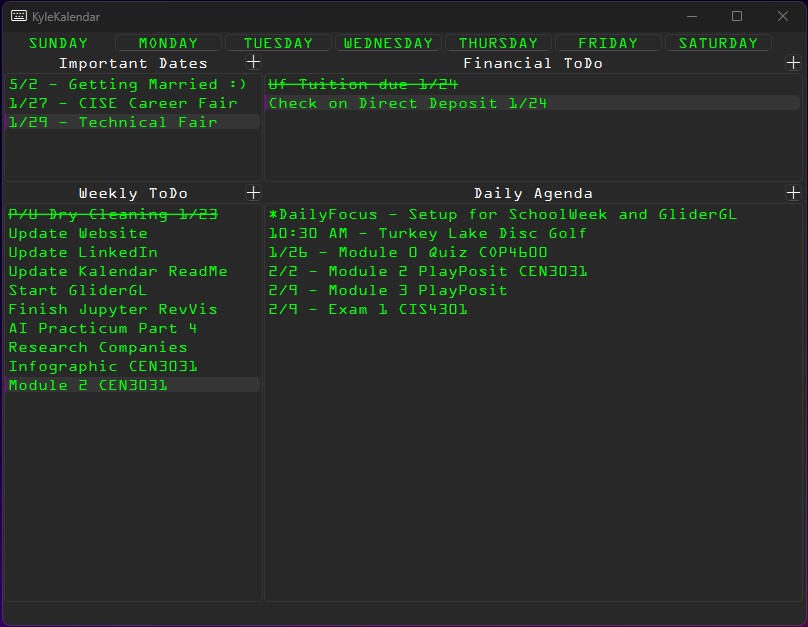 KyleKalendar
SUNDAY MONDAY TUESDAY WEDNESDAY THURSDAY FRIDAY SATURDAY
Important Dates +
5/2 - Getting Married :)
1/27 - CISE Career Fair
1/29 - Technical Fair
Financial ToDo +
Uf Tuition due 1/24
Check on Direct Deposit 1/24
Weekly ToDo +
P/U Dry Cleaning 1/23
Update Website
Update LinkedIn
Update Kalendar ReadMe
Start GliderGL
Finish Jupyter RevVis
AI Practicum Part 4
Research Companies
Infographic CEN3031
Module 2 CEN3031
Daily Agenda +
*DailyFocus - Setup for SchoolWeek and GliderGL
10:30 AM - Turkey Lake Disc Golf
1/26 - Module 0 Quiz COP4600
2/2 - Module 2 PlayPosit CEN3031
2/9 - Module 3 PlayPosit
2/9 - Exam 1 CIS4301